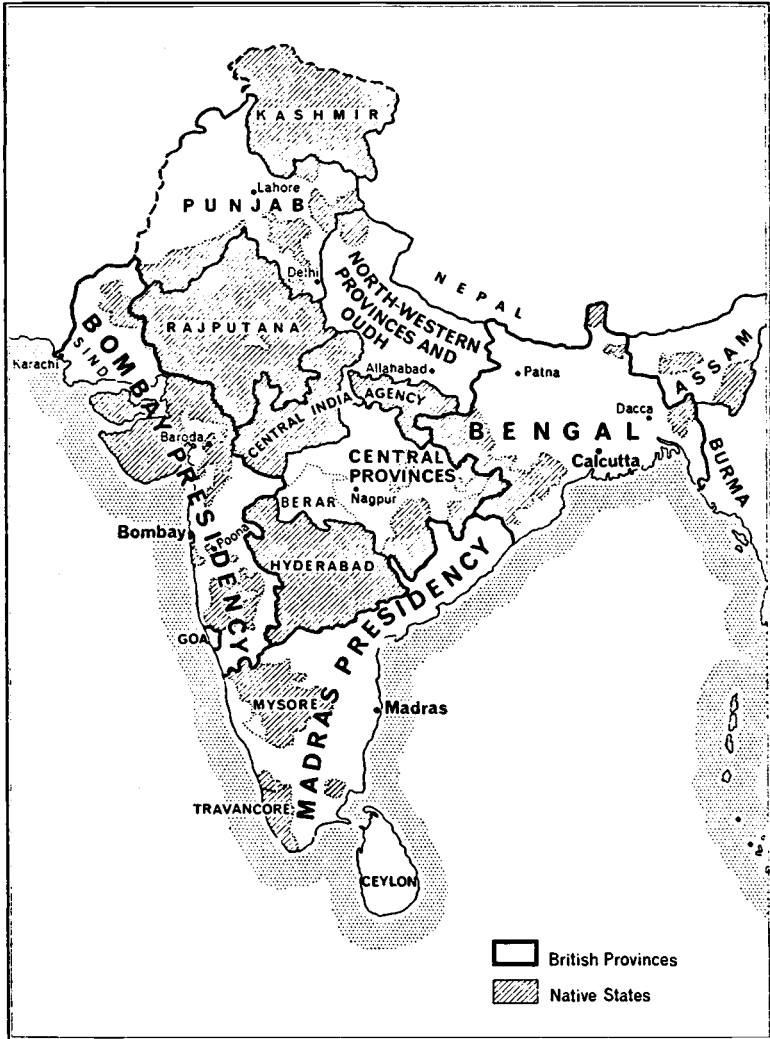 KASHMIR
Lahore
PUNJAB
Delhi
NEPAL
NORTH-WESTERN
PROVINCES AND
OUDH
RAJPUTANA
BOMBAY PRESIDENCY
SIND
Karachi
Allahabad
Patna
ASSAM
CENTRAL INDIA AGENCY
Dacca
BENGAL
Baroda
Calcutta
BURMA
CENTRAL
PROVINCES
Nagpur
BERAR
Bombay
Poona
HYDERABAD
GOA
MADRAS PRESIDENCY
MYSORE
Madras
TRAVANCORE
CEYLON
British Provinces
Native States